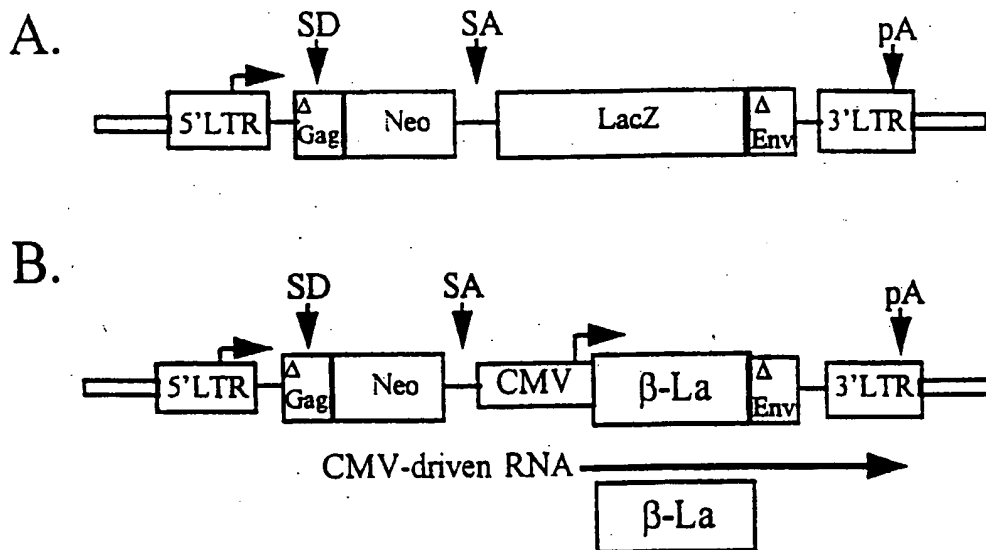 A.
SD SA pA
5'LTR Δ Gag Neo LacZ Δ Env 3'LTR
B.
SD SA pA
5'LTR Δ Gag Neo CMV β-La Δ Env 3'LTR
CMV-driven RNA
β-La